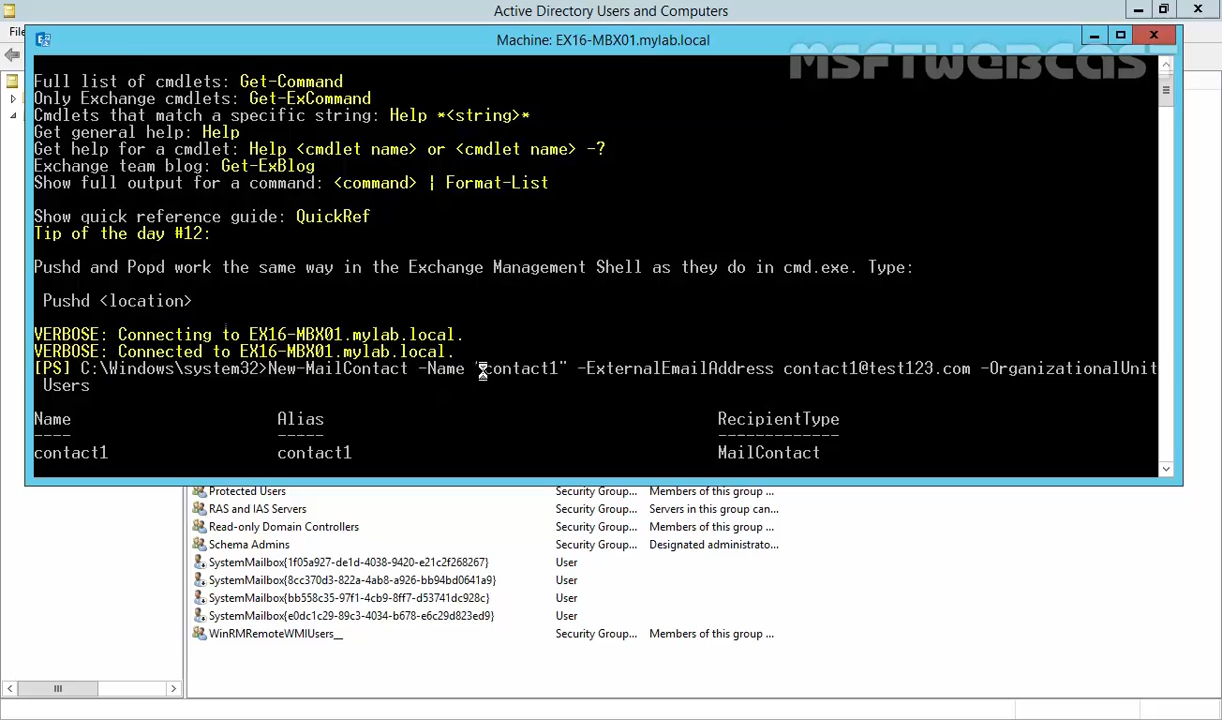 Active Directory Users and Computers
File
Machine: EX16-MBX01.mylab.local
MSFTWEBCAST
Full list of cmdlets: Get-Command
Only Exchange cmdlets: Get-ExCommand
Cmdlets that match a specific string: Help *<string>*
Get general help: Help
Get help for a cmdlet: Help <cmdlet name> or <cmdlet name> -?
Exchange team blog: Get-ExBlog
Show full output for a command: <command> | Format-List
Show quick reference guide: QuickRef
Tip of the day #12:
Pushd and Popd work the same way in the Exchange Management Shell as they do in cmd.exe. Type:
Pushd <location>
VERBOSE: Connecting to EX16-MBX01.mylab.local.
VERBOSE: Connected to EX16-MBX01.mylab.local.
[PS] C:\Windows\system32>New-MailContact -Name "contact1" -ExternalEmailAddress contact1@test123.com -OrganizationalUnit
Users
Name Alias RecipientType
---- ----- -------------
contact1 contact1 MailContact
Protected Users Security Group... Members of this group ...
RAS and IAS Servers Security Group... Servers in this group can...
Read-only Domain Controllers Security Group... Members of this group ...
Schema Admins Security Group... Designated administrato...
SystemMailbox{1f05a927-de1d-4038-9420-e21c2f268267} User
SystemMailbox{8cc370d3-822a-4ab8-a926-bb94bd0641a9} User
SystemMailbox{bb558c35-97f1-4cb9-8ff7-d53741dc928c} User
SystemMailbox{e0dc1c29-89c3-4034-b678-e6c29d823ed9} User
WinRMRemoteWMIUsers__ Security Group... Members of this group ...